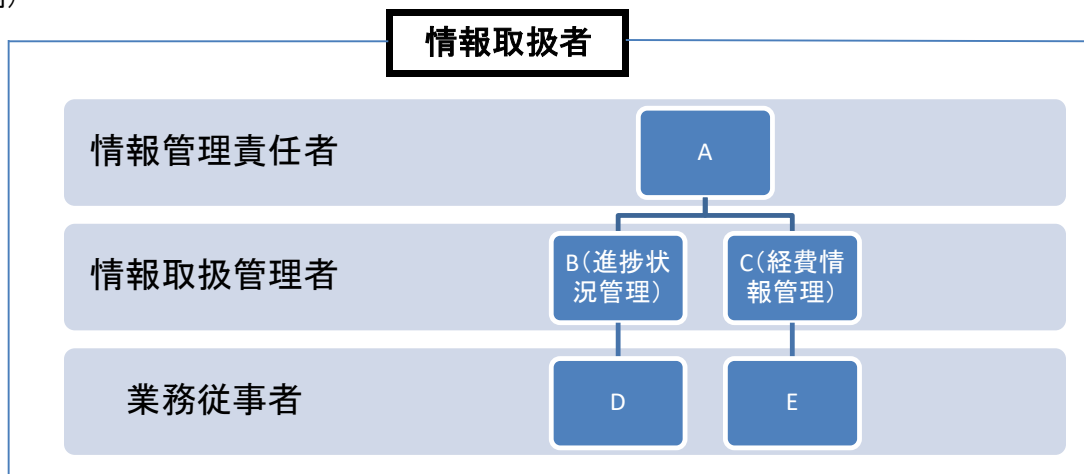 情報取扱者
情報管理責任者
A
情報取扱管理者
B(進捗状
況管理)
C(経費情
報管理)
業務従事者
D
E